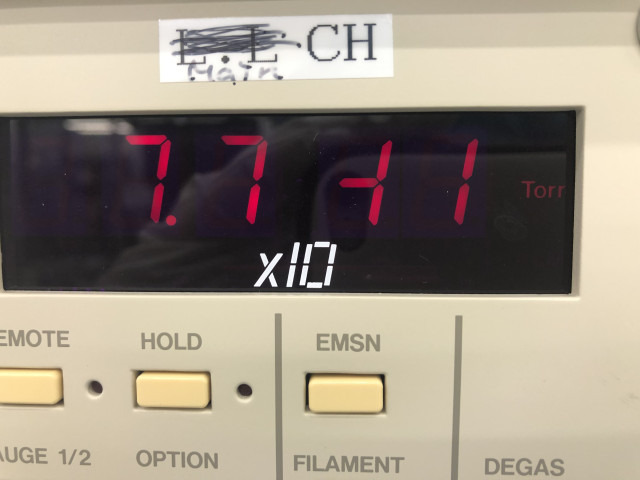 L.L.CH
Main
7.7 -11 Torr
x10
EMOTE HOLD EMSN
AUGE 1/2 OPTION FILAMENT DEGAS